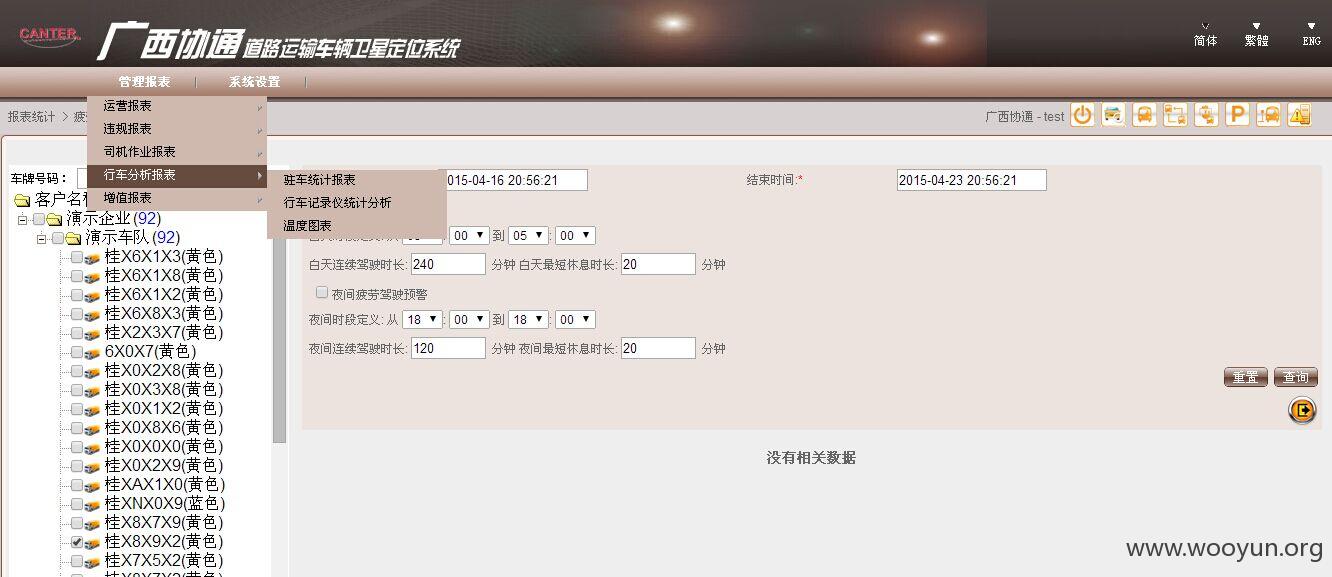 CANTER.
广西协通道路运输车辆卫星定位系统
简体 繁體 ENG
管理报表 | 系统设置 |
报表统计 > 疲
广西协通 - test
运营报表
违规报表
司机作业报表
行车分析报表
增值报表
驻车统计报表
行车记录仪统计分析
温度图表
车牌号码：
客户名称
演示企业(92)
演示车队(92)
桂X6X1X3(黄色)
桂X6X1X8(黄色)
桂X6X1X2(黄色)
桂X6X8X3(黄色)
桂X2X3X7(黄色)
6X0X7(黄色)
桂X0X2X8(黄色)
桂X0X3X8(黄色)
桂X0X1X2(黄色)
桂X0X8X6(黄色)
桂X0X0X0(黄色)
桂X0X2X9(黄色)
桂XAX1X0(黄色)
桂XNX0X9(蓝色)
桂X8X7X9(黄色)
桂X8X9X2(黄色)
桂X7X5X2(黄色)
015-04-16 20:56:21
结束时间:* 2015-04-23 20:56:21
00 到 05 : 00
白天连续驾驶时长: 240 分钟 白天最短休息时长: 20 分钟
夜间疲劳驾驶预警
夜间时段定义: 从 18 : 00 到 18 : 00
夜间连续驾驶时长: 120 分钟 夜间最短休息时长: 20 分钟
重置 查询
没有相关数据
www.wooyun.org